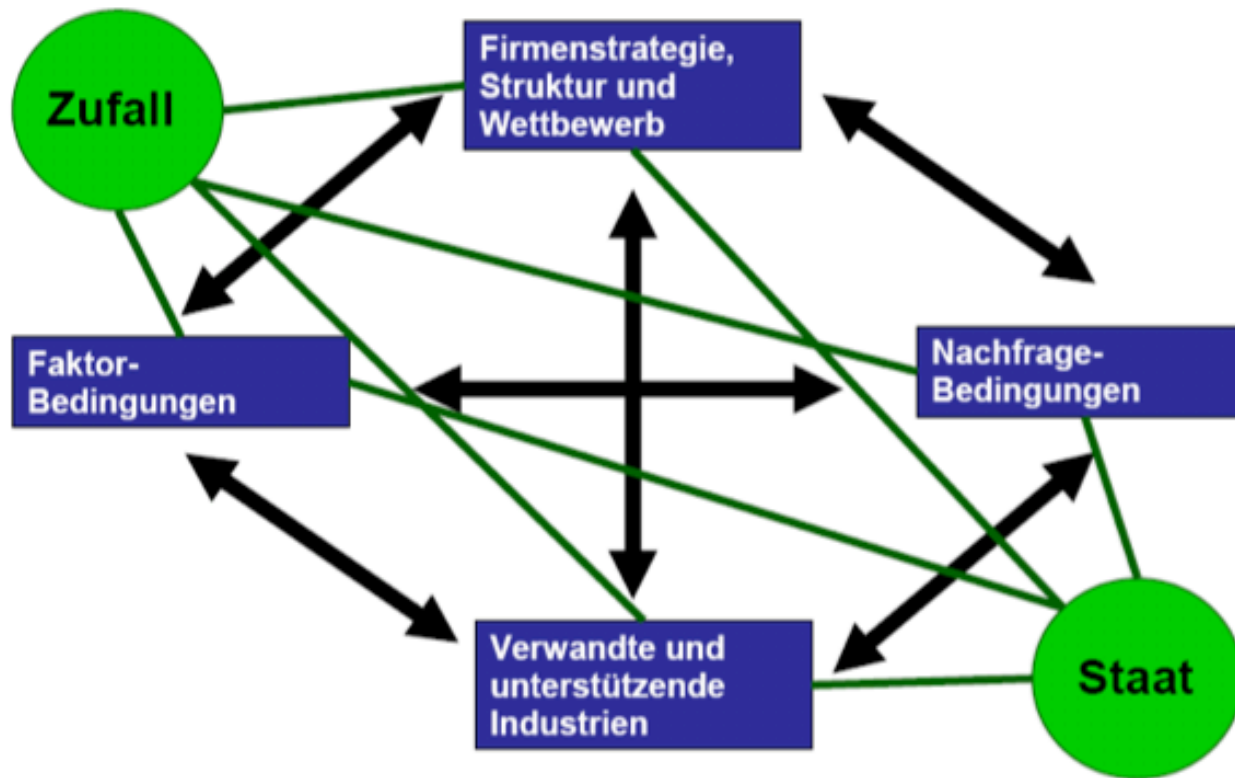 Zufall
Firmenstrategie,
Struktur und
Wettbewerb
Faktor-
Bedingungen
Nachfrage-
Bedingungen
Verwandte und
unterstützende
Industrien
Staat